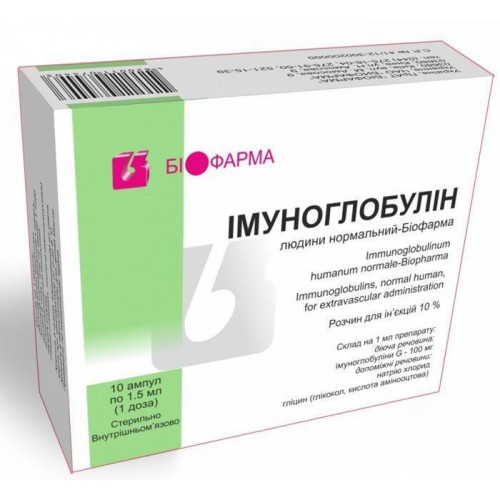 БІОФАРМА
ІМУНОГЛОБУЛІН
людини нормальний-Біофарма
Immunoglobulinum
humanum normale-Biopharma
Immunoglobulins, normal human,
for extravascular administration
Розчин для ін'єкцій 10 %
Склад на 1 мл препарату:
діюча речовина:
імуноглобуліни G - 100 мг
допоміжні речовини:
натрію хлорид
гліцин (глікокол, кислота амінооцтова)
10 ампул
по 1.5 мл
(1 доза)
Стерильно
Внутрішньом'язово